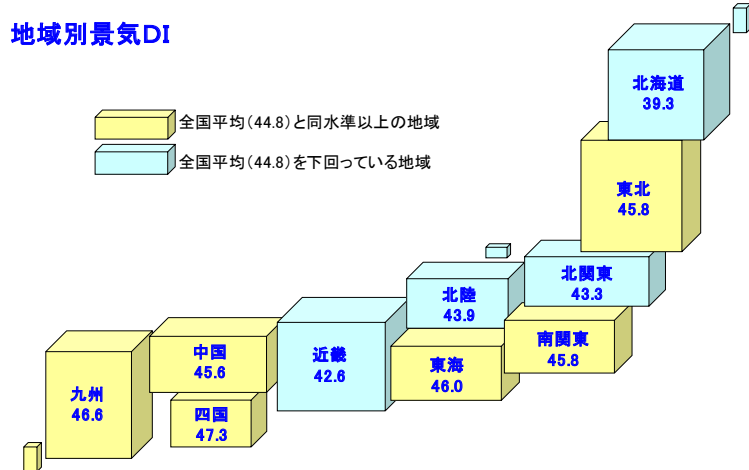 地域別景気DI
全国平均（44.8）と同水準以上の地域
全国平均（44.8）を下回っている地域
北海道
39.3
東北
45.8
北関東
43.3
北陸
43.9
南関東
45.8
東海
46.0
近畿
42.6
中国
45.6
四国
47.3
九州
46.6